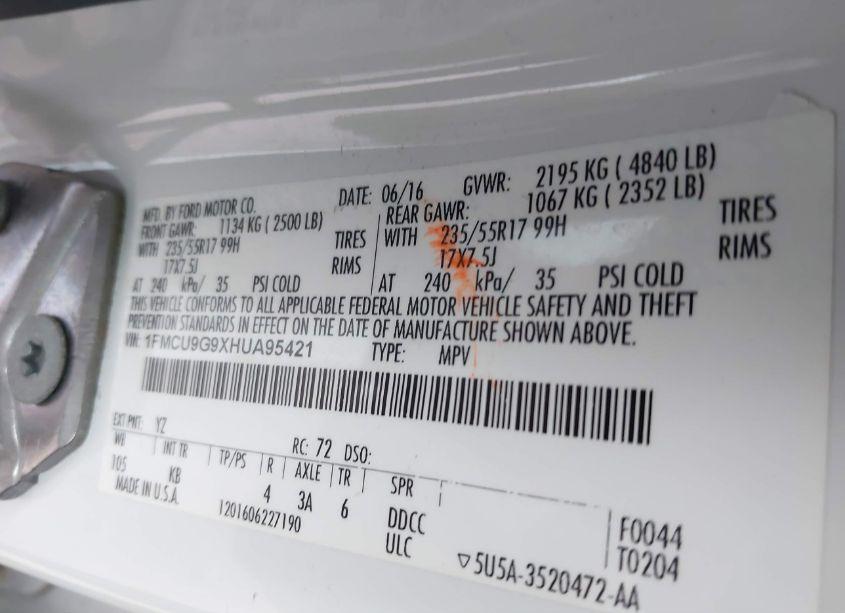 MFD. BY FORD MOTOR CO. DATE: 06/16 GVWR: 2195 KG ( 4840 LB)
FRONT GAWR: 1134 KG ( 2500 LB) REAR GAWR: 1067 KG ( 2352 LB)
WITH 235/55R17 99H TIRES WITH 235/55R17 99H TIRES
17X7.5J RIMS 17X7.5J RIMS
AT 240 kPa/ 35 PSI COLD AT 240 kPa/ 35 PSI COLD
THIS VEHICLE CONFORMS TO ALL APPLICABLE FEDERAL MOTOR VEHICLE SAFETY AND THEFT
PREVENTION STANDARDS IN EFFECT ON THE DATE OF MANUFACTURE SHOWN ABOVE.
VIN: 1FMCU9G9XHUA95421 TYPE: MPV
EXT PNT: YZ RC: 72 DSO:
WB INT TR TP/PS R AXLE TR SPR
105 KB 4 3A 6 DDCC F0044
MADE IN U.S.A. 1201606227190 ULC T0204
▽5U5A-3520472-AA